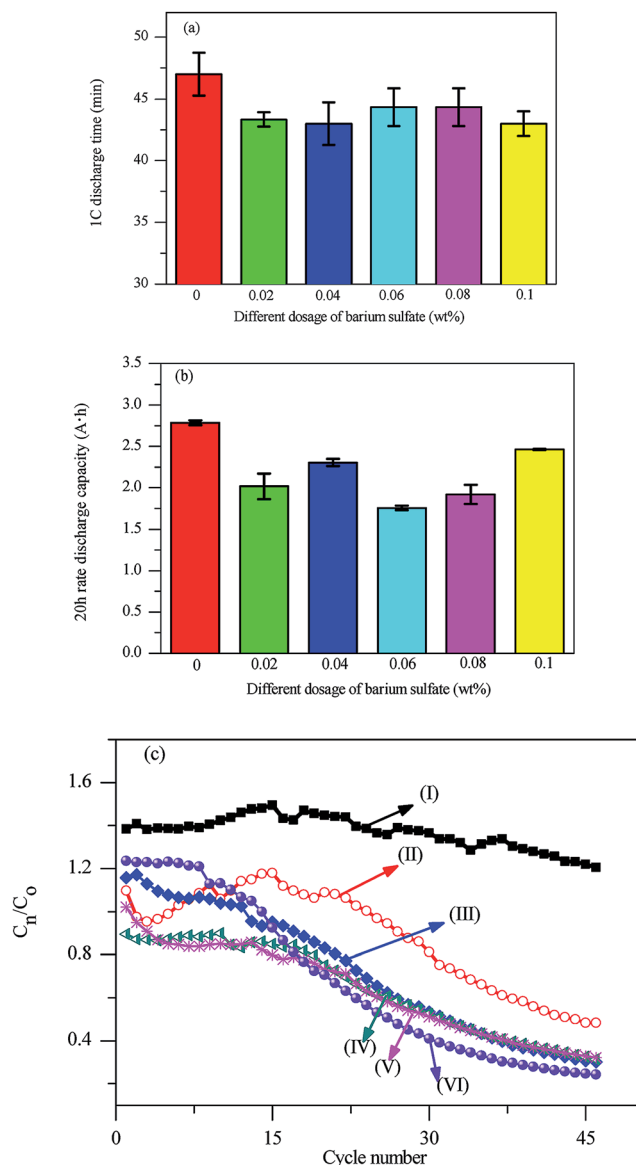 (a)
50
45
40
35
30
1C discharge time (min)
0 0.02 0.04 0.06 0.08 0.1
Different dosage of barium sulfate (wt%)
(b)
3.5
3.0
2.5
2.0
1.5
1.0
0.5
0.0
20h rate discharge capacity (A·h)
0 0.02 0.04 0.06 0.08 0.1
Different dosage of barium sulfate (wt%)
(c)
1.6
1.2
0.8
0.4
Cn/Co
(I)
(II)
(III)
(IV)
(V)
(VI)
0 15 30 45
Cycle number